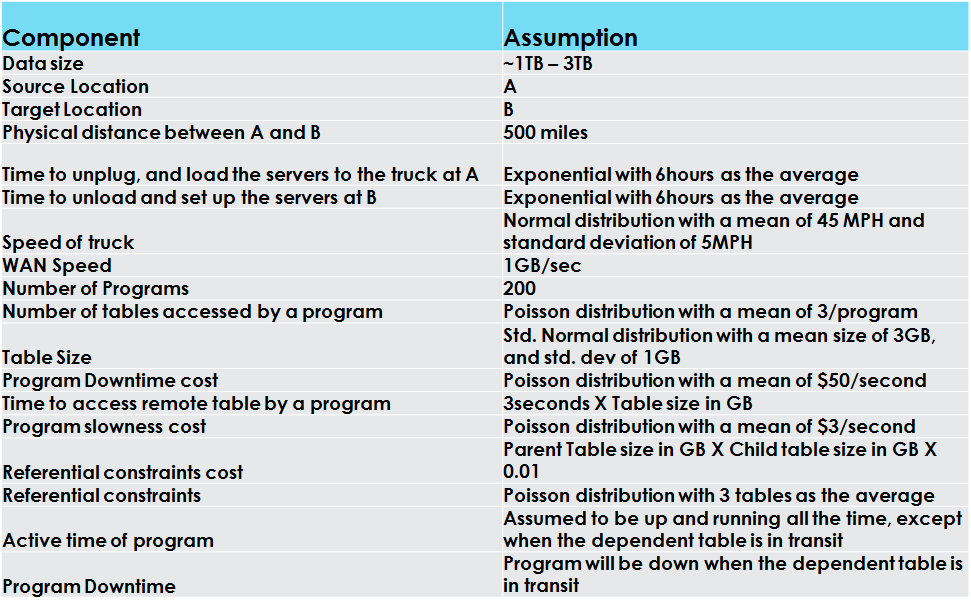 Component Assumption
Data size ~1TB – 3TB
Source Location A
Target Location B
Physical distance between A and B 500 miles
Time to unplug, and load the servers to the truck at A Exponential with 6hours as the average
Time to unload and set up the servers at B Exponential with 6hours as the average
Speed of truck Normal distribution with a mean of 45 MPH and
standard deviation of 5MPH
WAN Speed 1GB/sec
Number of Programs 200
Number of tables accessed by a program Poisson distribution with a mean of 3/program
Table Size Std. Normal distribution with a mean size of 3GB,
and std. dev of 1GB
Program Downtime cost Poisson distribution with a mean of $50/second
Time to access remote table by a program 3seconds X Table size in GB
Program slowness cost Poisson distribution with a mean of $3/second
Referential constraints cost Parent Table size in GB X Child table size in GB X
0.01
Referential constraints Poisson distribution with 3 tables as the average
Active time of program Assumed to be up and running all the time, except
when the dependent table is in transit
Program Downtime Program will be down when the dependent table is
in transit